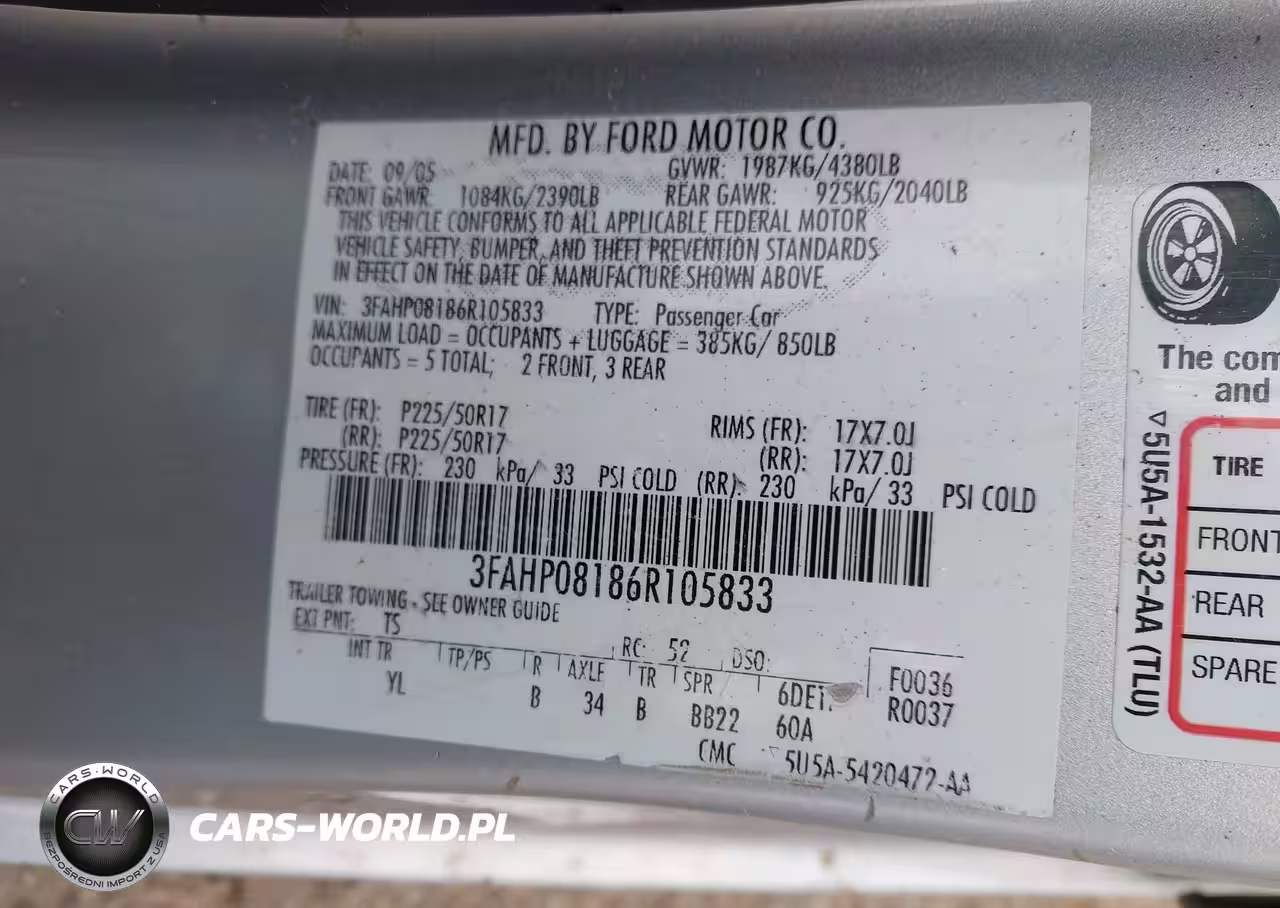 MFD. BY FORD MOTOR CO.
DATE: 09/05 GVWR: 1987KG/4380LB
FRONT GAWR: 1084KG/2390LB REAR GAWR: 925KG/2040LB
THIS VEHICLE CONFORMS TO ALL APPLICABLE FEDERAL MOTOR
VEHICLE SAFETY, BUMPER, AND THEFT PREVENTION STANDARDS
IN EFFECT ON THE DATE OF MANUFACTURE SHOWN ABOVE.
VIN: 3FAHP08186R105833 TYPE: Passenger Car
MAXIMUM LOAD = OCCUPANTS + LUGGAGE = 385KG/ 850LB
OCCUPANTS = 5 TOTAL; 2 FRONT, 3 REAR
TIRE (FR): P225/50R17 RIMS (FR): 17X7.0J
(RR): P225/50R17 (RR): 17X7.0J
PRESSURE (FR): 230 kPa/ 33 PSI COLD (RR): 230 kPa/ 33 PSI COLD
3FAHP08186R105833
TRAILER TOWING - SEE OWNER GUIDE
EXT PNT: TS RC: 52 DSO:
INT TR TP/PS R AXLE TR SPR 6DET. F0036
YL B 34 B BB22 60A R0037
CMC 5U5A-5420472-AA
The com
and
▽5U5A-1532-AA (TLU)
TIRE
FRONT
REAR
SPARE
CARS-WORLD
CW
BEZPOŚREDNI IMPORT Z USA
CARS-WORLD.PL